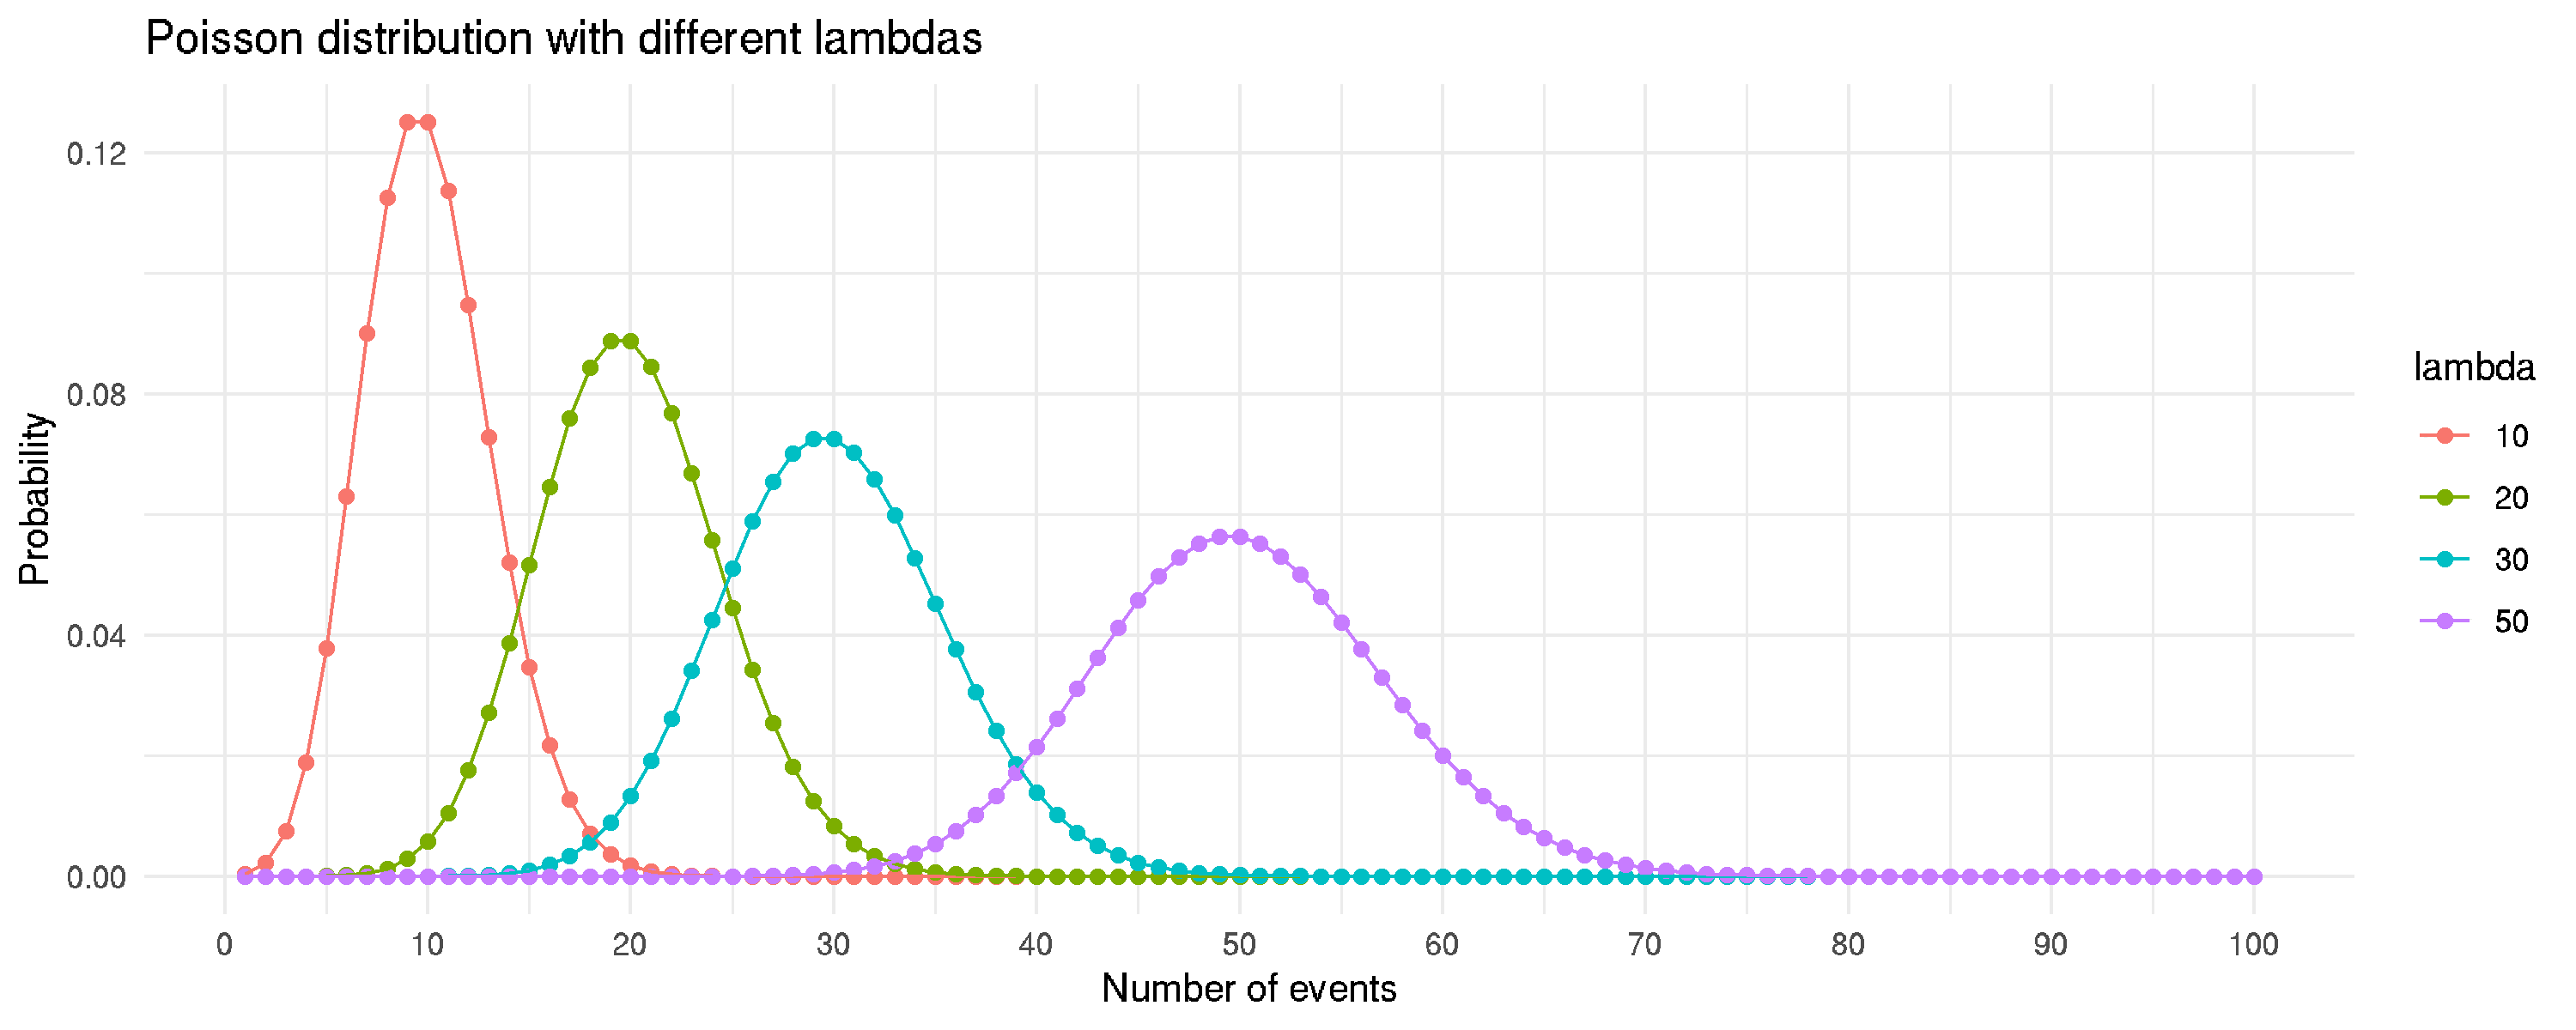 Poisson distribution with different lambdas
0.12
0.08
0.04
0.00
Probability
0 10 20 30 40 50 60 70 80 90 100
Number of events
lambda
10
20
30
50